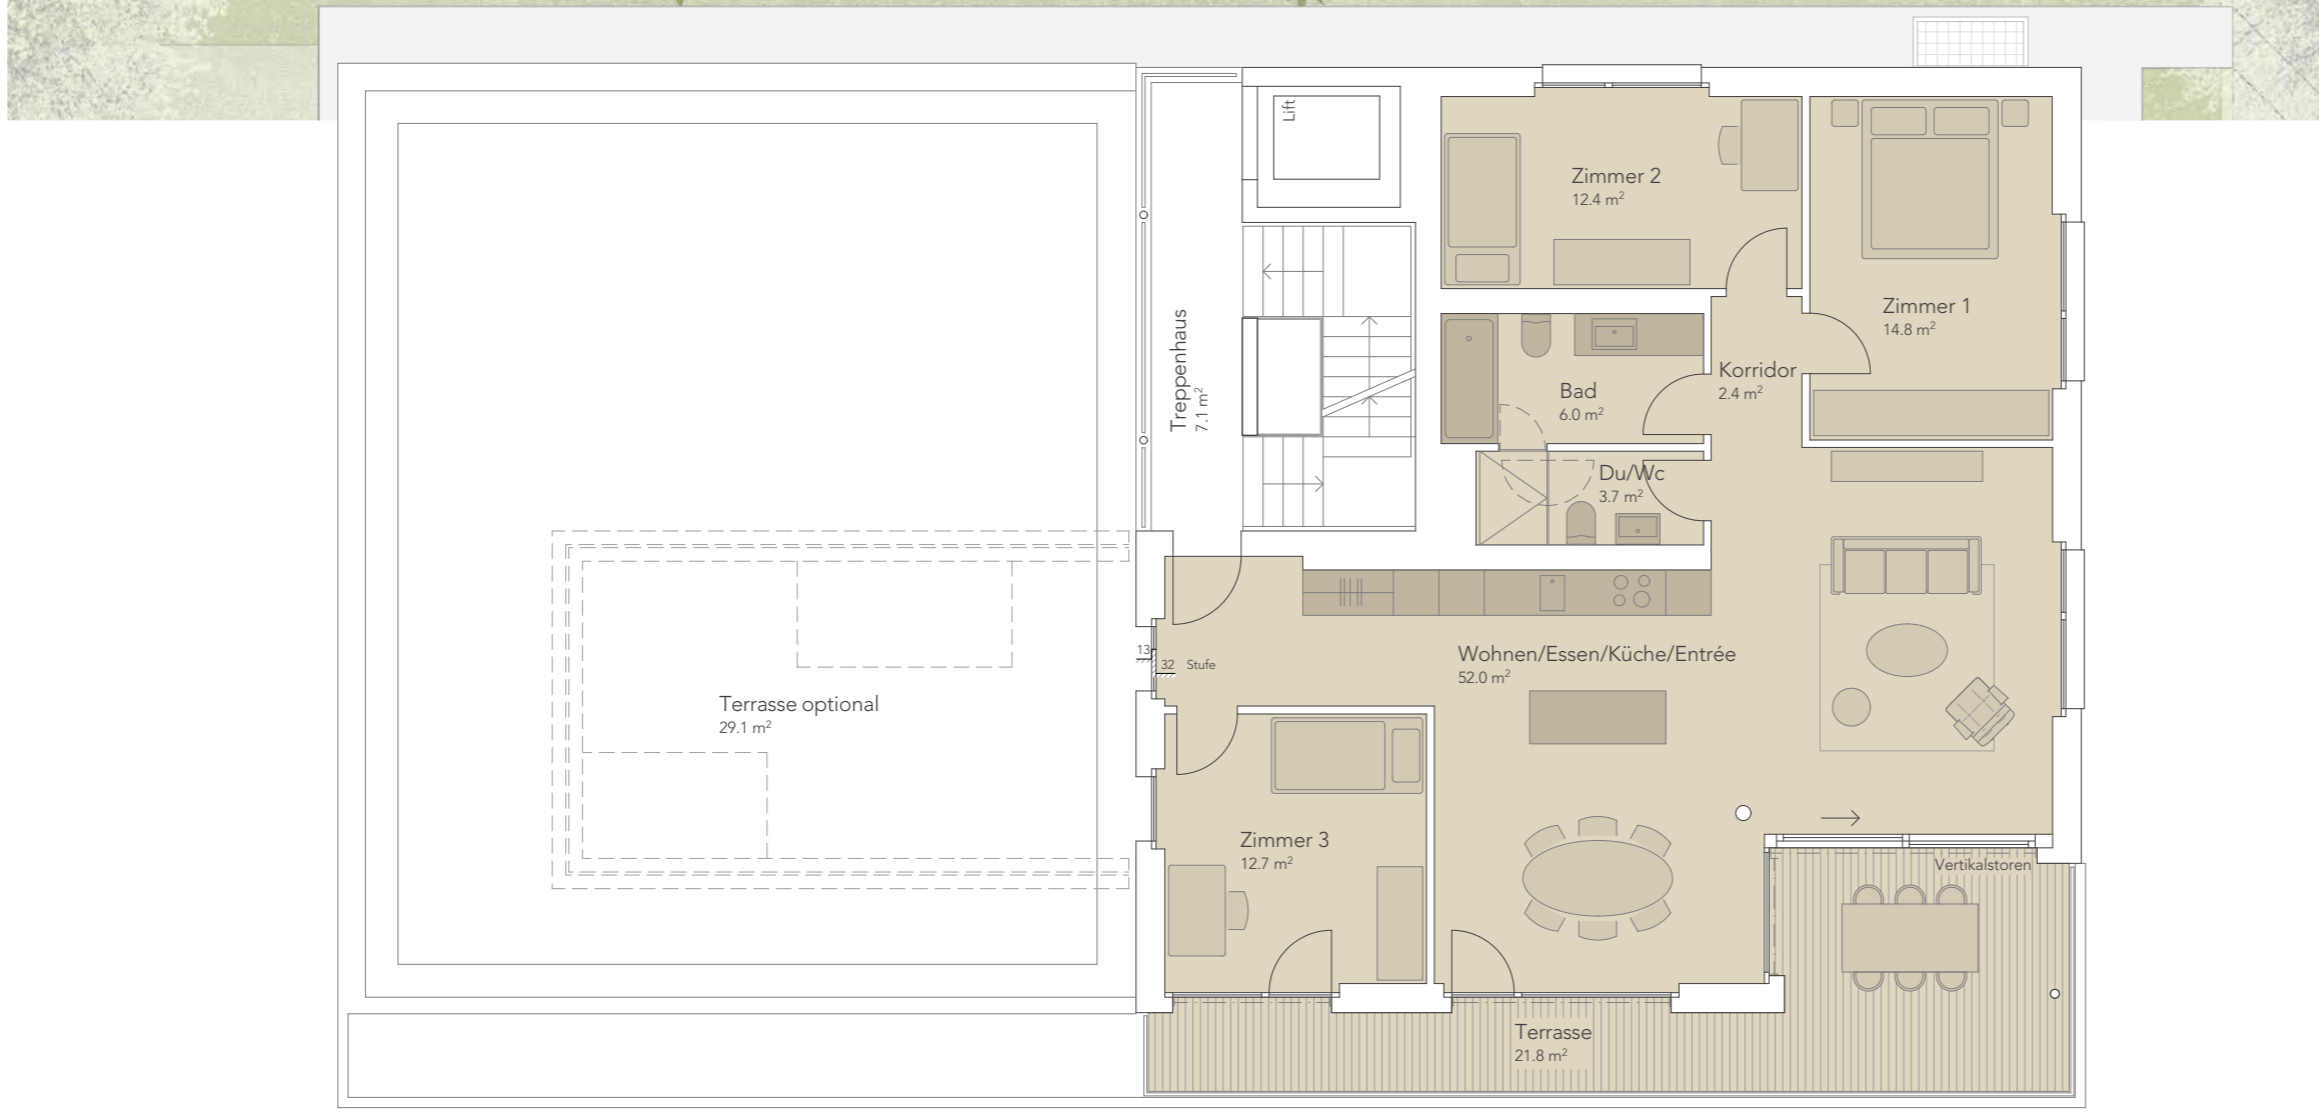 Lift
Zimmer 2
12.4 m²
Zimmer 1
14.8 m²
Treppenhaus
7.1 m²
Korridor
2.4 m²
Bad
6.0 m²
Du/Wc
3.7 m²
13
32 Stufe
Wohnen/Essen/Küche/Entrée
52.0 m²
Terrasse optional
29.1 m²
Zimmer 3
12.7 m²
Vertikalstoren
Terrasse
21.8 m²